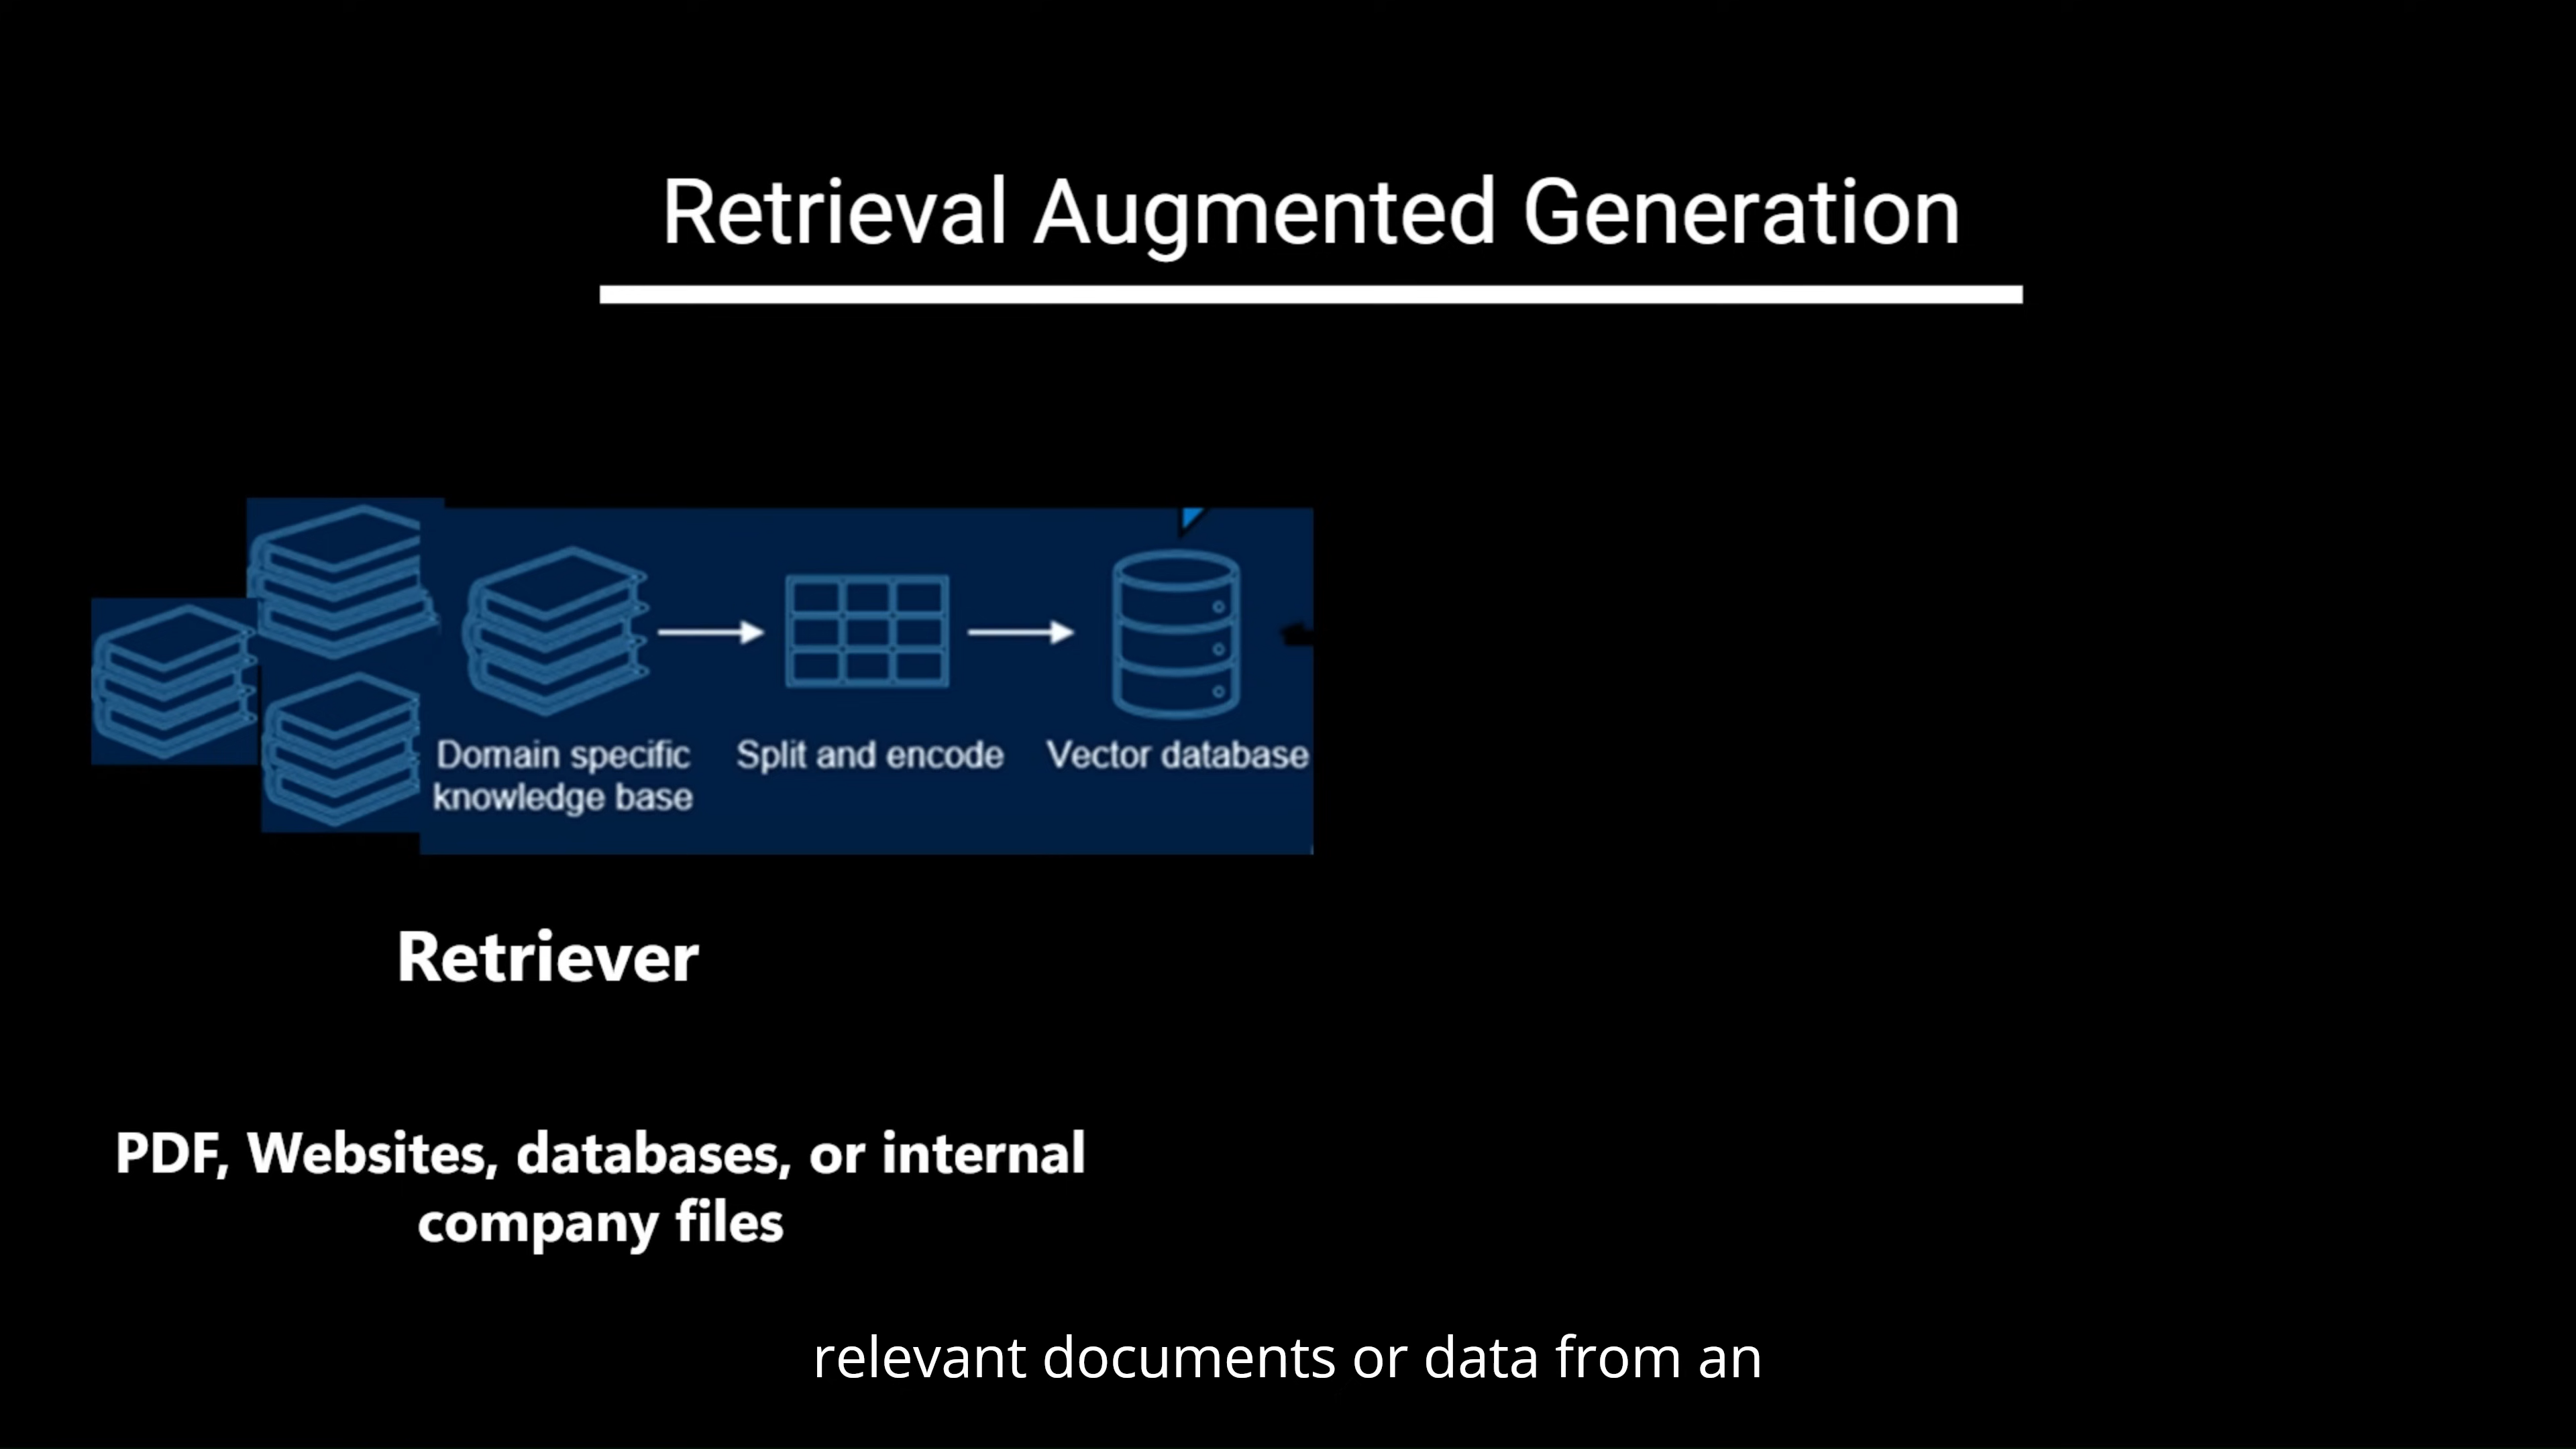 Retrieval Augmented Generation
Domain specific
knowledge base
Split and encode
Vector database
Retriever
PDF, Websites, databases, or internal
company files
relevant documents or data from an